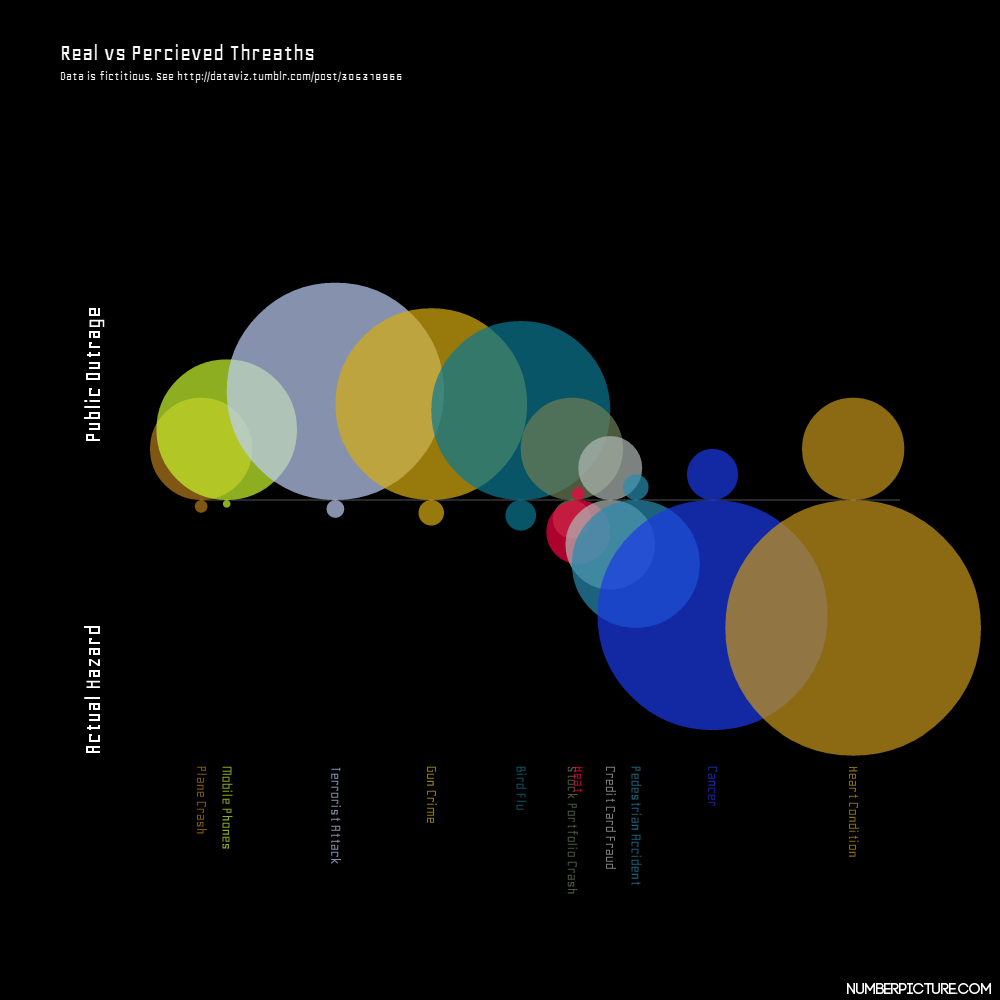 Real vs Percieved Threaths
Data is fictitious. See http://dataviz.tumblr.com/post/306319966
Public Outrage
Actual Hazard
Plane Crash
Mobile Phones
Terrorist Attack
Gun Crime
Bird Flu
Stock Portfolio Crash
Credit Card Fraud
Pedestrian Accident
Cancer
Heart Condition
NUMBERPICTURE.COM